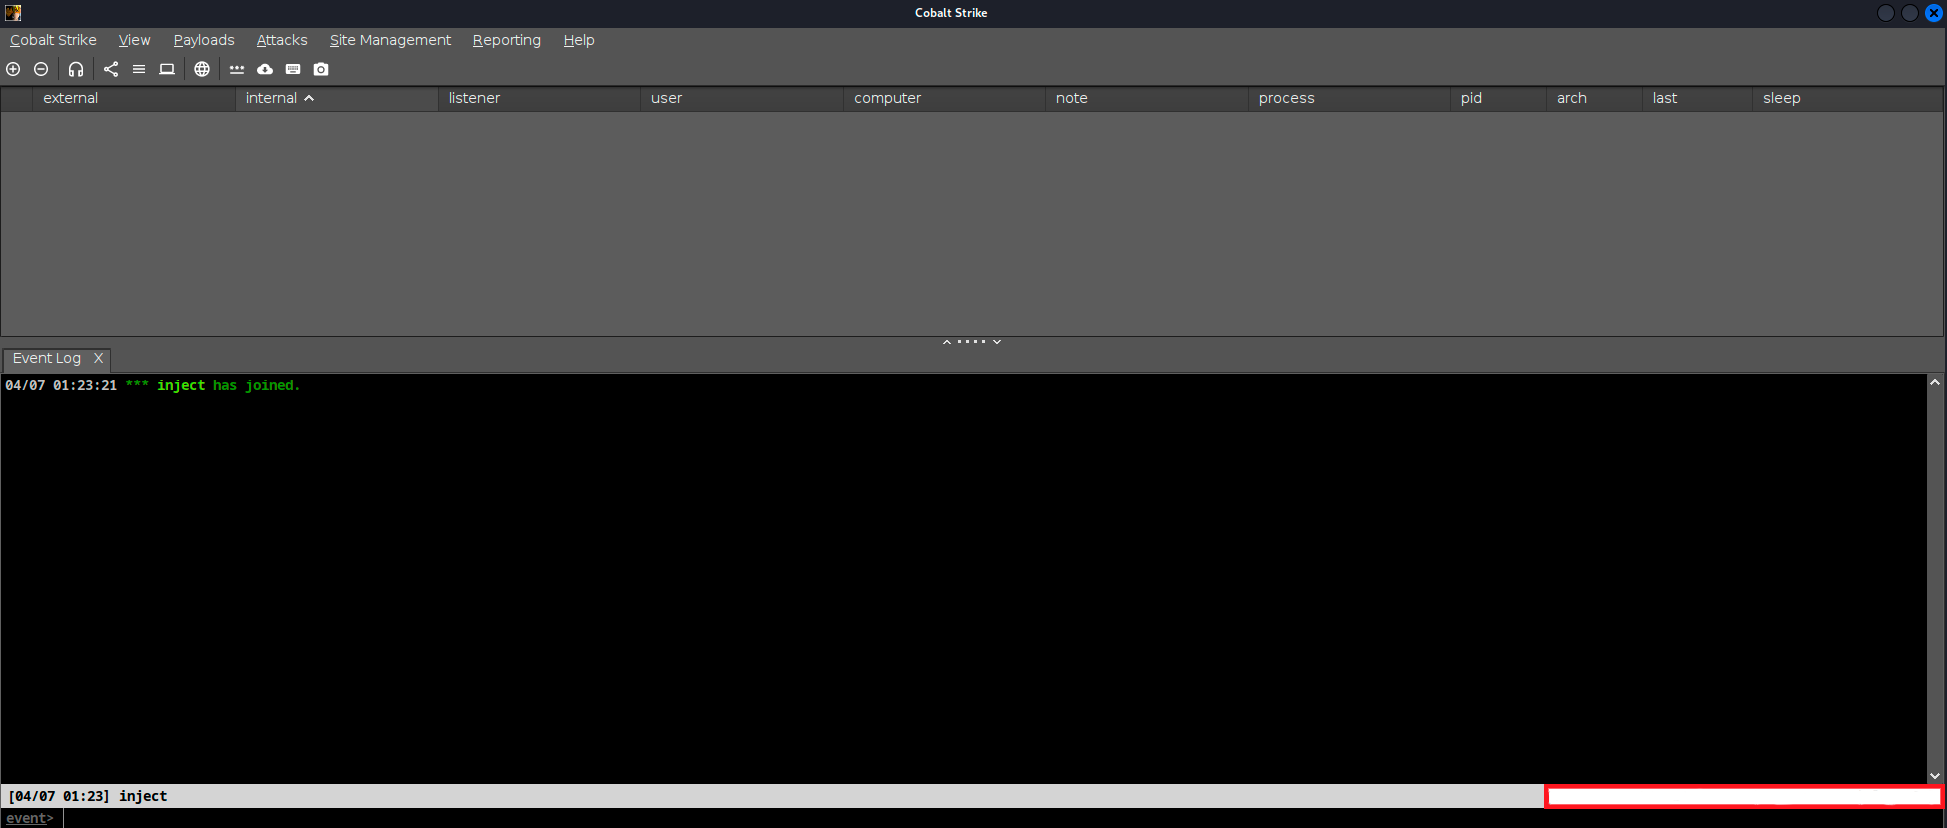 Cobalt Strike
Cobalt Strike View Payloads Attacks Site Management Reporting Help
external internal listener user computer note process pid arch last sleep
Event Log X
04/07 01:23:21 *** inject has joined.
[04/07 01:23] inject
event>